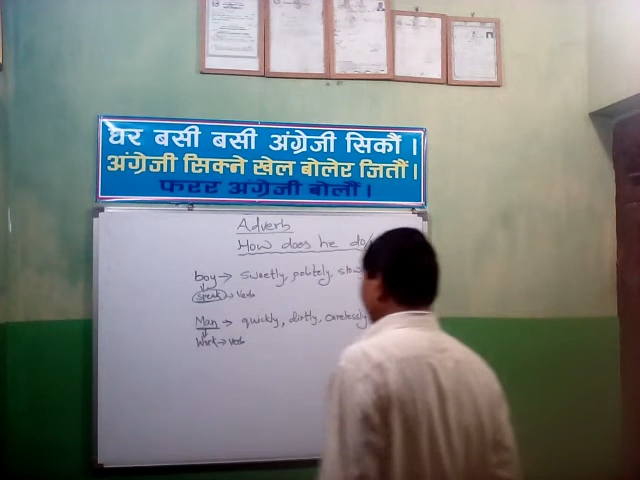 घर बसी बसी अंग्रेजी सिकौं ।
अंग्रेजी सिक्ने खेल बोलेर जितौं ।
फरर अंग्रेजी बोलौं ।
Adverb
How does he do
boy → sweetly, politely, slow
↓
speak → Verb
Man → quickly, dirtly, carelessly
↓
Work → verb